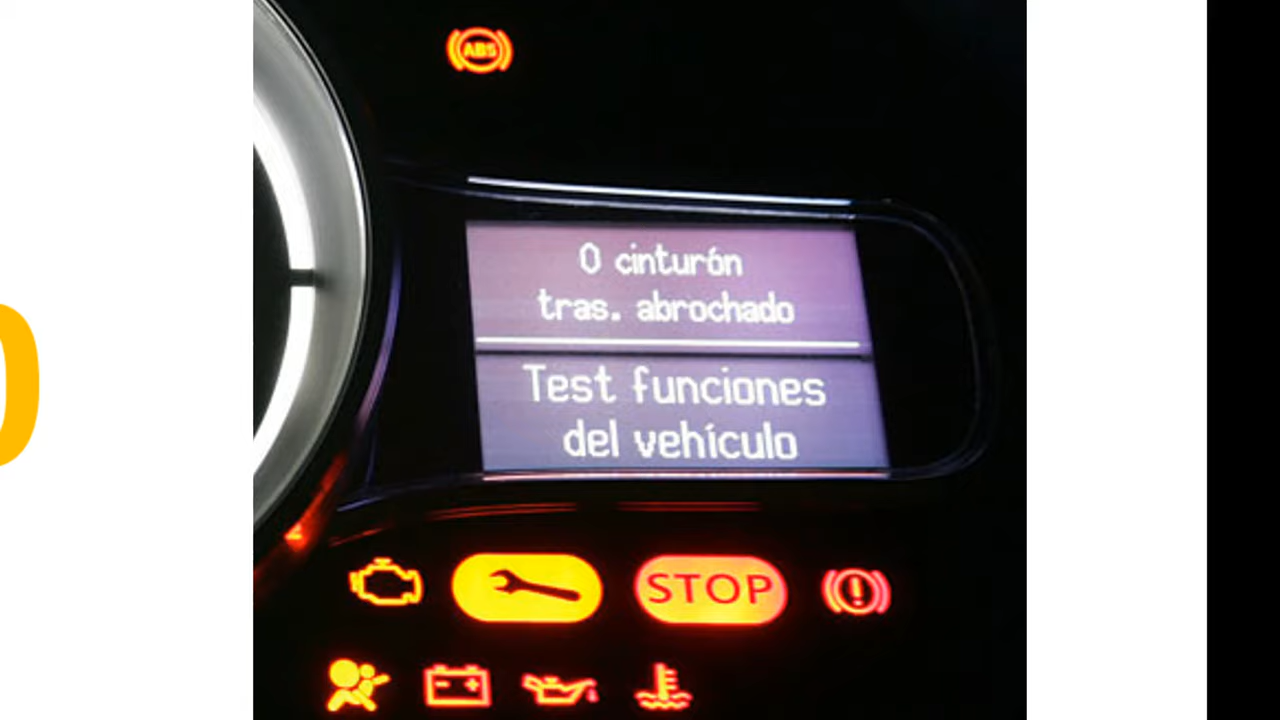 ABS
0 cinturón
tras. abrochado
Test funciones
del vehículo
STOP